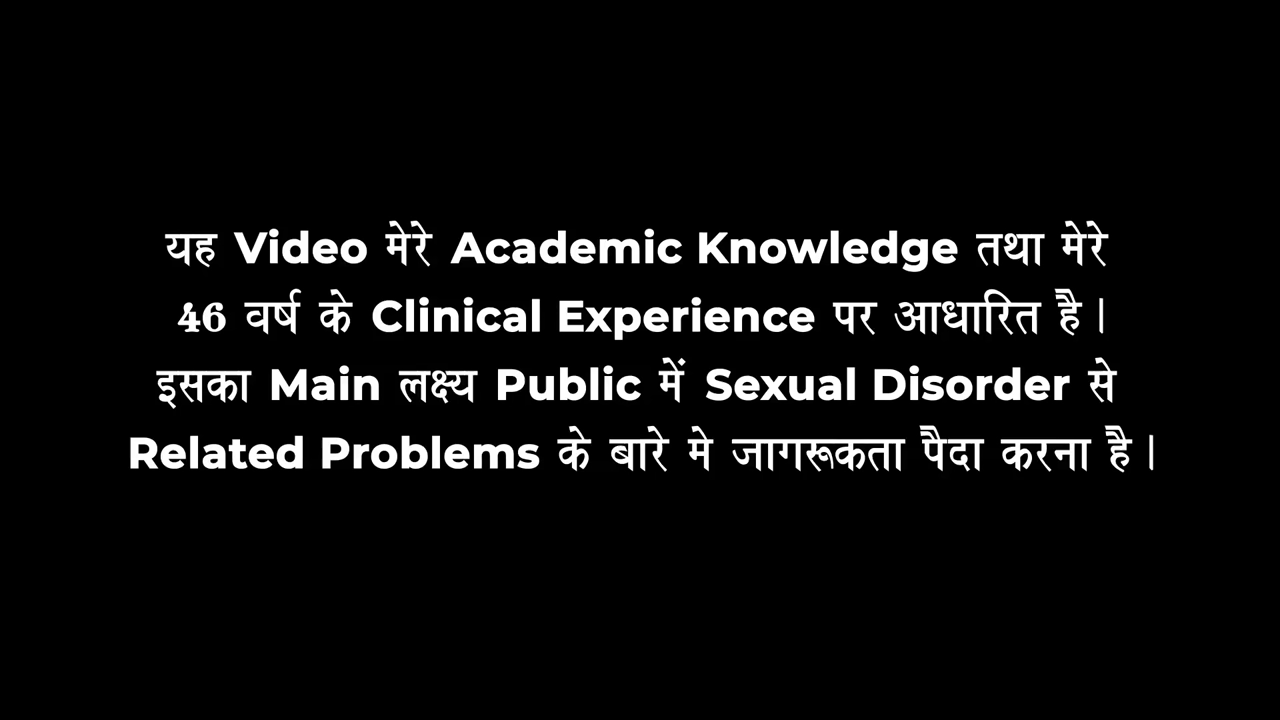 यह Video मेरे Academic Knowledge तथा मेरे
46 वर्ष के Clinical Experience पर आधारित है।
इसका Main लक्ष्य Public में Sexual Disorder से
Related Problems के बारे मे जागरूकता पैदा करना है।